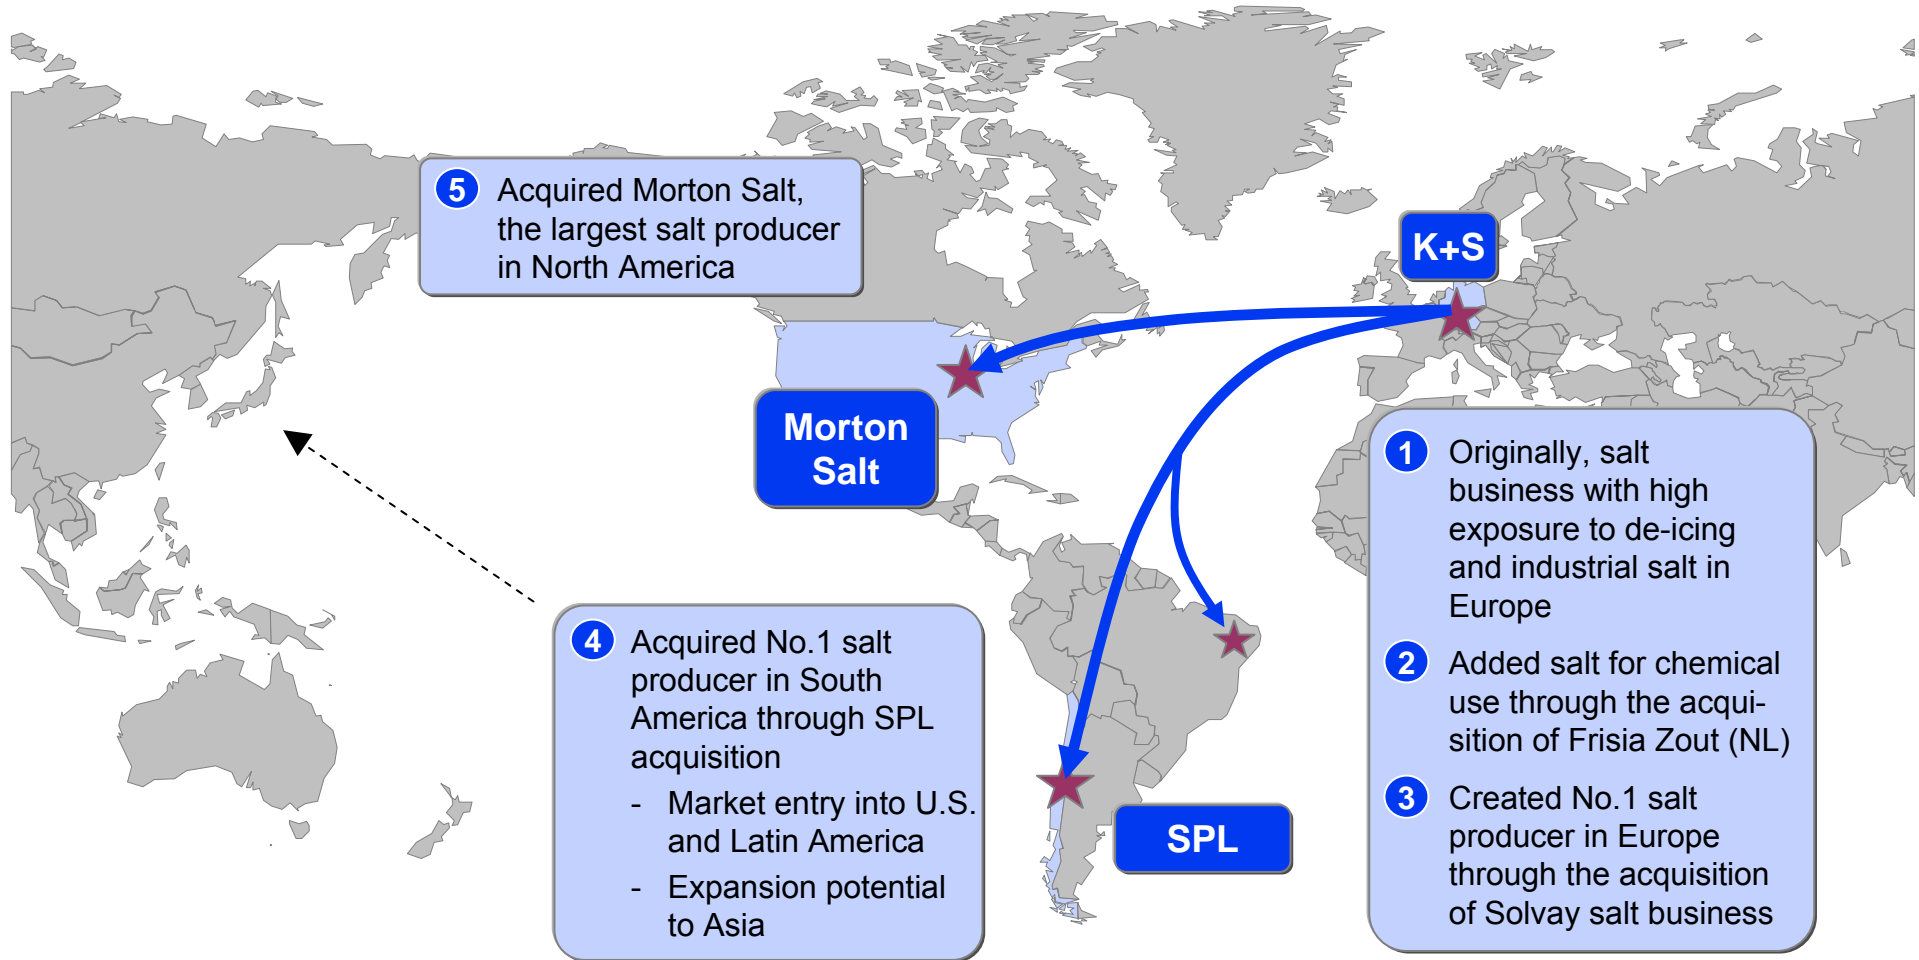 5 Acquired Morton Salt,
the largest salt producer
in North America
K+S
Morton
Salt
1 Originally, salt
business with high
exposure to de-icing
and industrial salt in
Europe
2 Added salt for chemical
use through the acqui-
sition of Frisia Zout (NL)
3 Created No.1 salt
producer in Europe
through the acquisition
of Solvay salt business
4 Acquired No.1 salt
producer in South
America through SPL
acquisition
- Market entry into U.S.
and Latin America
- Expansion potential
to Asia
SPL